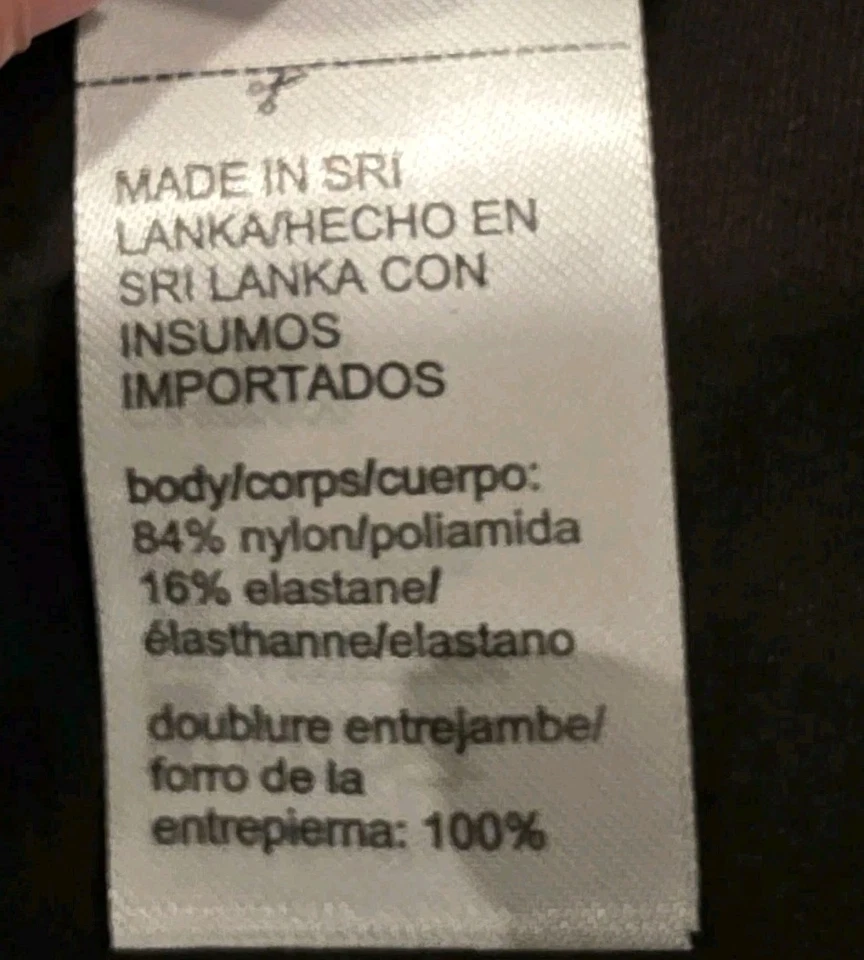 MADE IN SRI
LANKA/HECHO EN
SRI LANKA CON
INSUMOS
IMPORTADOS
body/corps/cuerpo:
84% nylon/poliamida
16% elastane/
élasthanne/elastano
doublure entrejambe/
forro de la
entrepierna: 100%